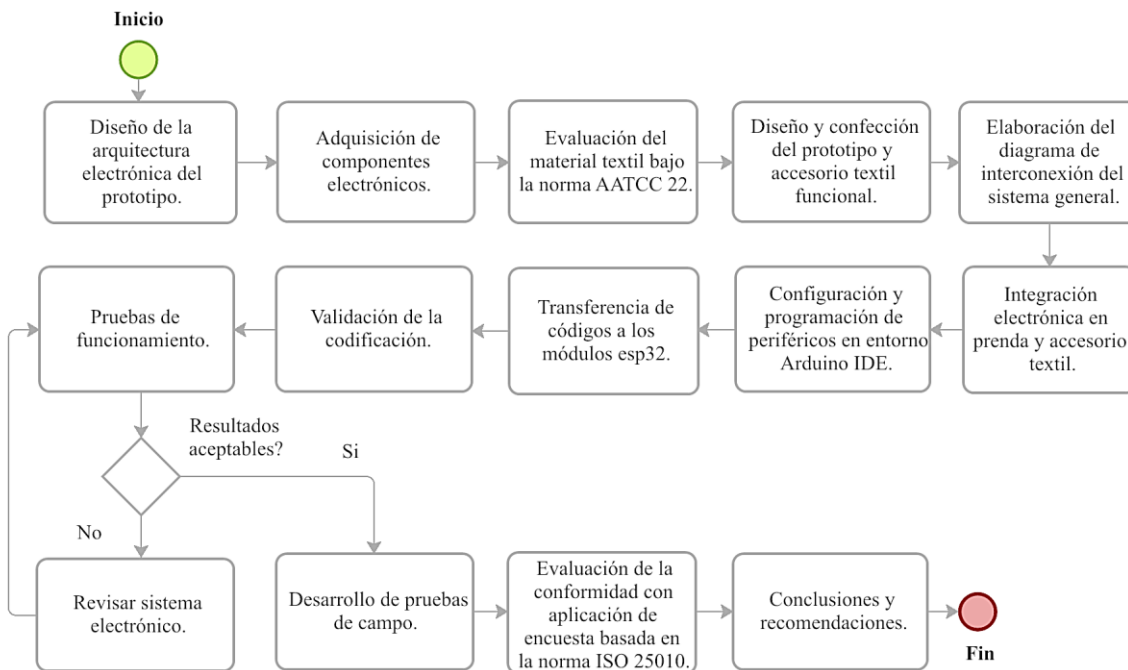 Inicio
Diseño de la
arquitectura
electrónica del
prototipo.
Adquisición de
componentes
electrónicos.
Evaluación del
material textil bajo
la norma AATCC 22.
Diseño y confección
del prototipo y
accesorio textil
funcional.
Elaboración del
diagrama de
interconexión del
sistema general.
Integración
electrónica en
prenda y accesorio
textil.
Configuración y
programación de
periféricos en entorno
Arduino IDE.
Transferencia de
códigos a los
módulos esp32.
Validación de la
codificación.
Pruebas de
funcionamiento.
Resultados
aceptables?
Si
No
Revisar sistema
electrónico.
Desarrollo de pruebas
de campo.
Evaluación de la
conformidad con
aplicación de
encuesta basada en
la norma ISO 25010.
Conclusiones y
recomendaciones.
Fin